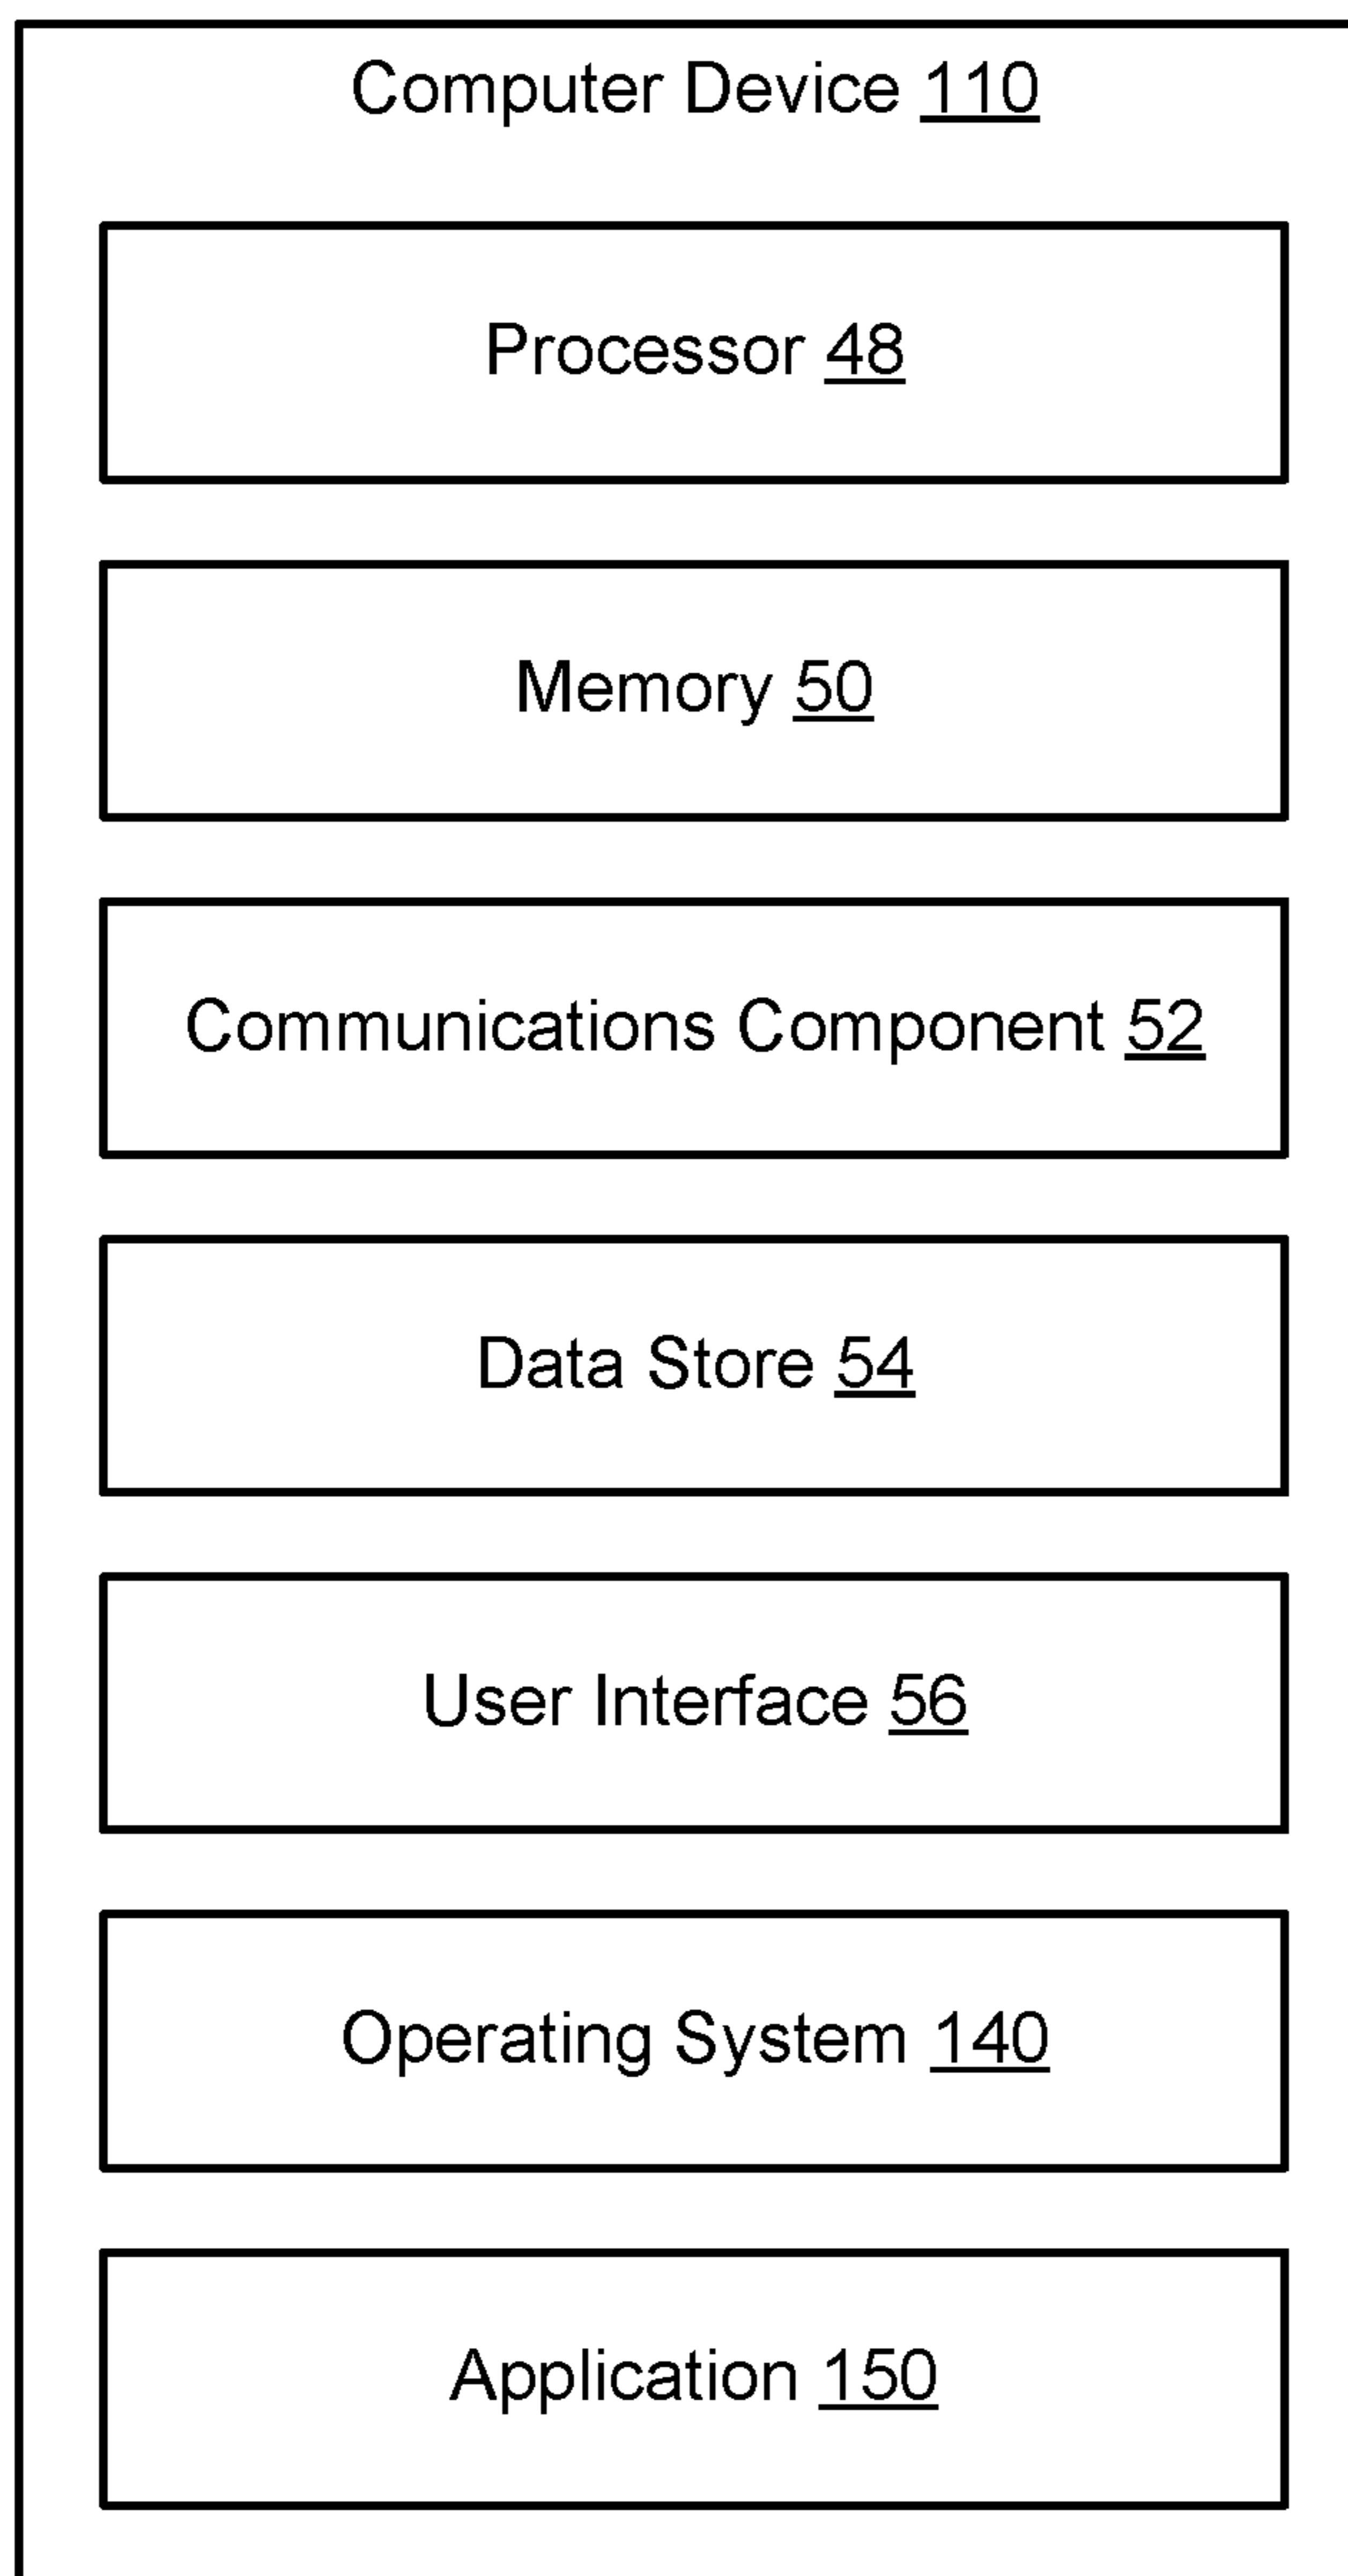 Computer Device 110
Processor 48
Memory 50
Communications Component 52
Data Store 54
User Interface 56
Operating System 140
Application 150